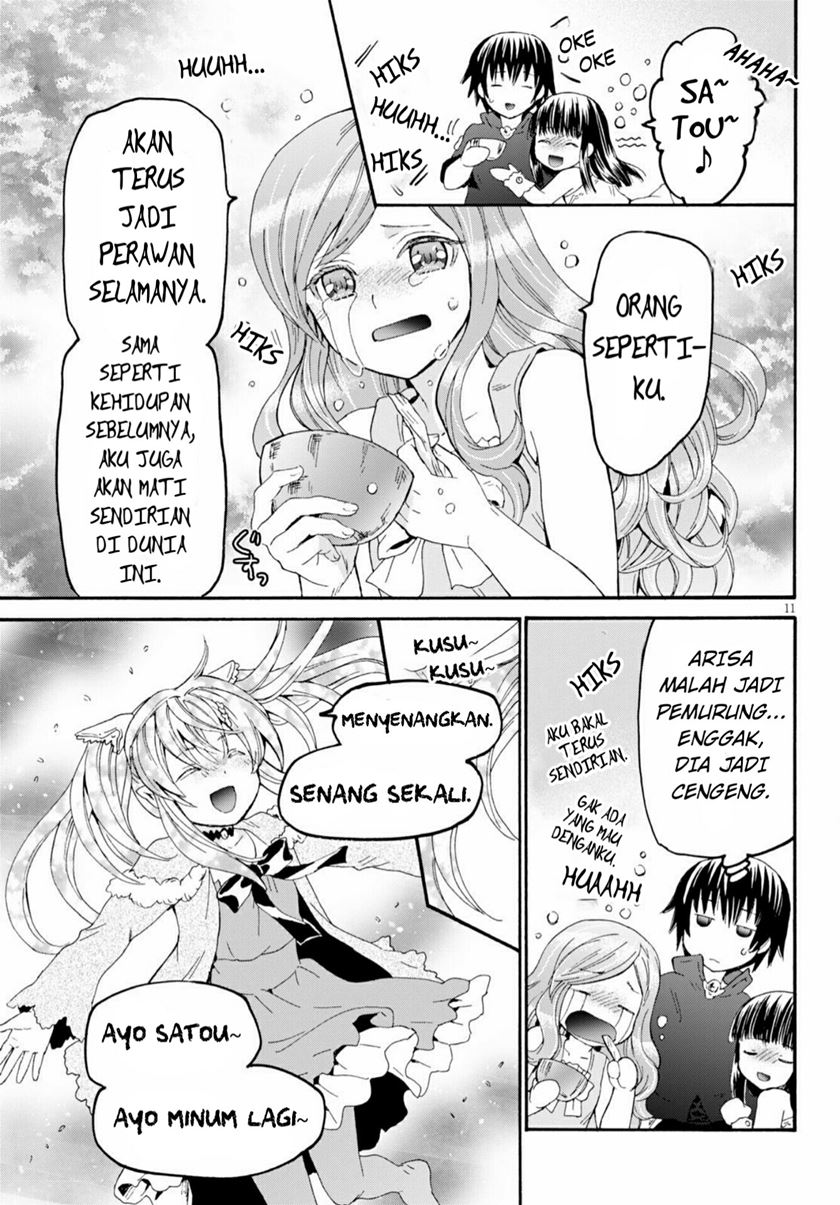 AHAHA~
SA~
TOU~
♪
OKE
OKE
HIKS
HUUHH...
HIKS
HUUHH...
HIKS
ORANG
SEPERTI-
KU.
HIKS
AKAN
TERUS
JADI
PERAWAN
SELAMANYA.
SAMA
SEPERTI
KEHIDUPAN
SEBELUMNYA,
AKU JUGA
AKAN MATI
SENDIRIAN
DI DUNIA
INI.
11
ARISA
MALAH JADI
PEMURUNG...
ENGGAK,
DIA JADI
CENGENG.
HIKS
AKU BAKAL
TERUS
SENDIRIAN.
GAK ADA
YANG MAU
DENGANKU.
HUAAHH
KUSU~
KUSU~
MENYENANGKAN.
SENANG SEKALI.
AYO SATOU~
AYO MINUM LAGI~